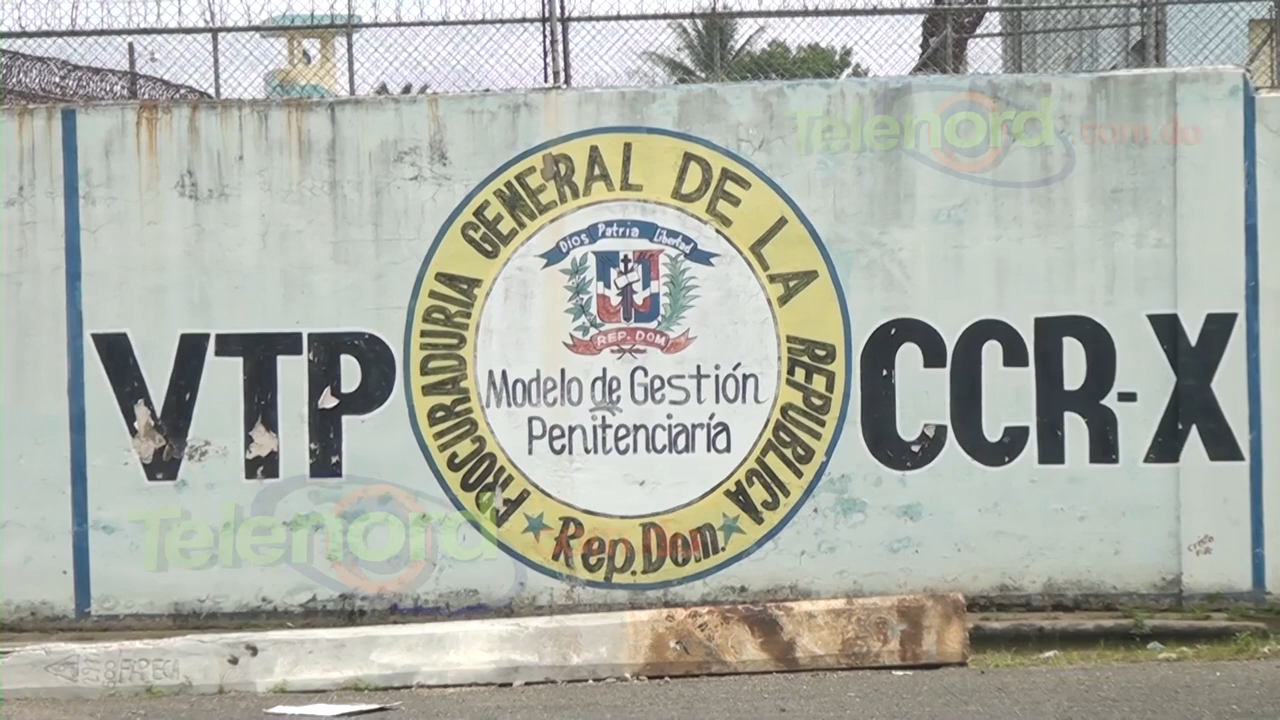 Telenord.com.do
VTP
PROCURADURIA GENERAL DE LA REPUBLICA
Dios Patria Libertad
REP. DOM
Modelo de Gestión
Penitenciaría
Rep. Dom.
CCR-X
Telenord